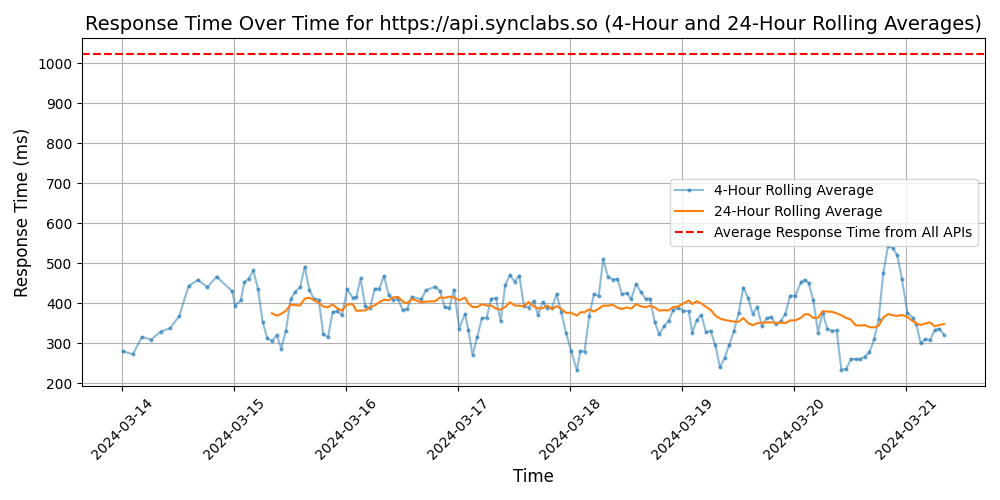 Response Time Over Time for https://api.synclabs.so (4-Hour and 24-Hour Rolling Averages)
Response Time (ms)
1000
900
800
700
600
500
400
300
200
4-Hour Rolling Average
24-Hour Rolling Average
Average Response Time from All APIs
2024-03-14
2024-03-15
2024-03-16
2024-03-17
2024-03-18
2024-03-19
2024-03-20
2024-03-21
Time